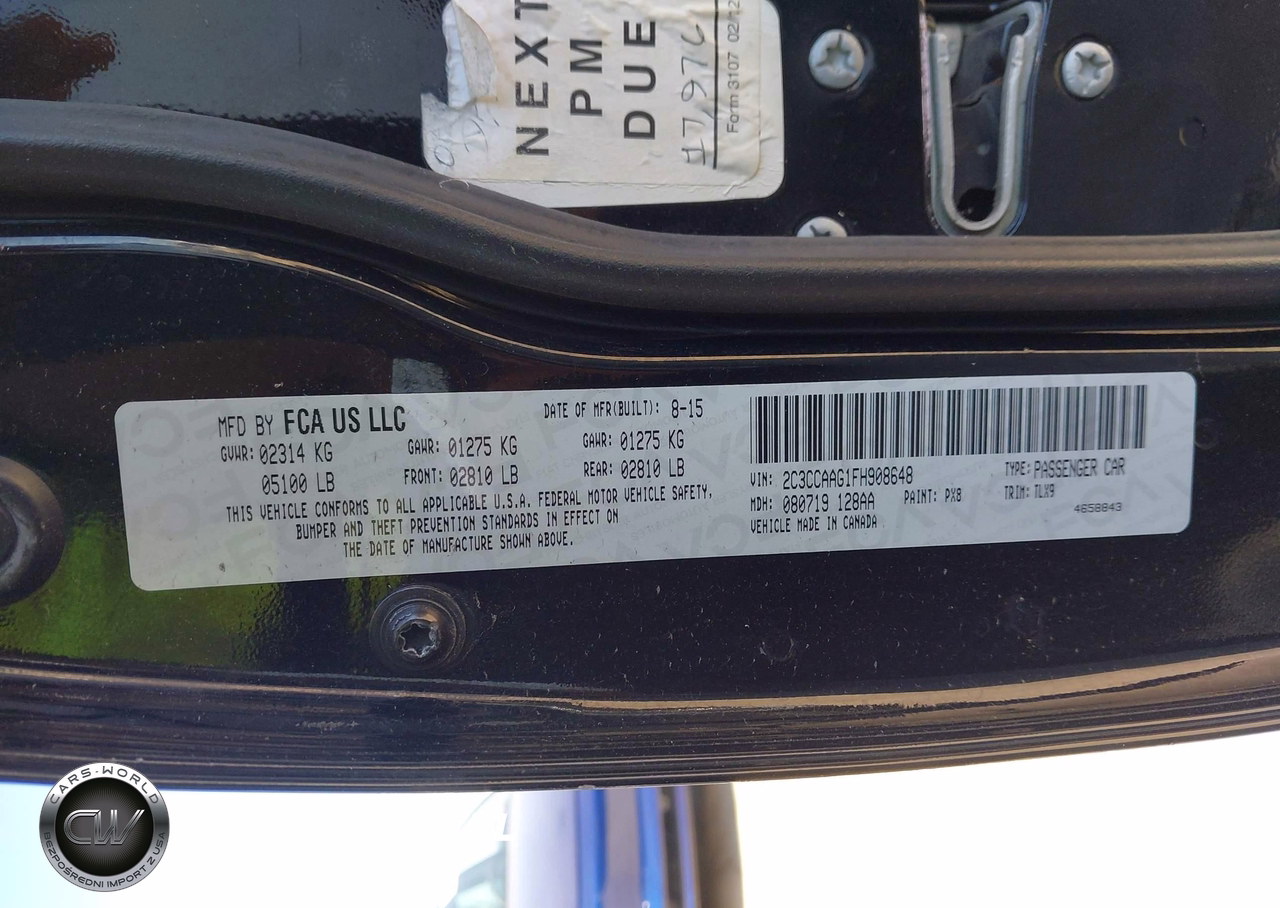 NEXT
PM
DUE
17,976
Form 3107 02/12
MFD BY FCA US LLC
DATE OF MFR(BUILT): 8-15
GVWR: 02314 KG
GAWR: 01275 KG
GAWR: 01275 KG
05100 LB
FRONT: 02810 LB
REAR: 02810 LB
THIS VEHICLE CONFORMS TO ALL APPLICABLE U.S.A. FEDERAL MOTOR VEHICLE SAFETY,
BUMPER AND THEFT PREVENTION STANDARDS IN EFFECT ON
THE DATE OF MANUFACTURE SHOWN ABOVE.
VIN: 2C3CCAAG1FH908648
TYPE: PASSENGER CAR
MDH: 080719 128AA
PAINT: PX8
TRIM: TLX9
VEHICLE MADE IN CANADA
4658843
CARS-WORLD
CW
BEZPOŚREDNI IMPORT Z USA